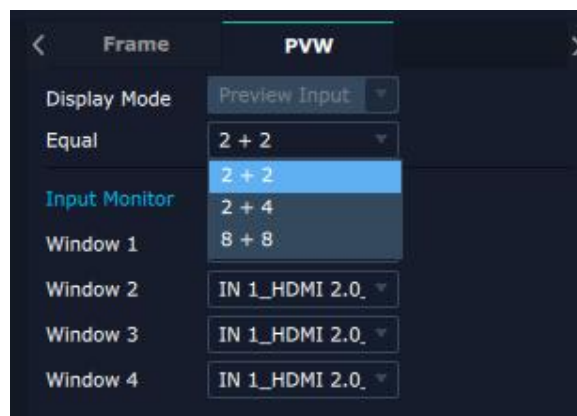 Frame PVW
Display Mode Preview Input
Equal 2 + 2
2 + 2
Input Monitor 2 + 4
Window 1 8 + 8
Window 2 IN 1_HDMI 2.0_
Window 3 IN 1_HDMI 2.0_
Window 4 IN 1_HDMI 2.0_